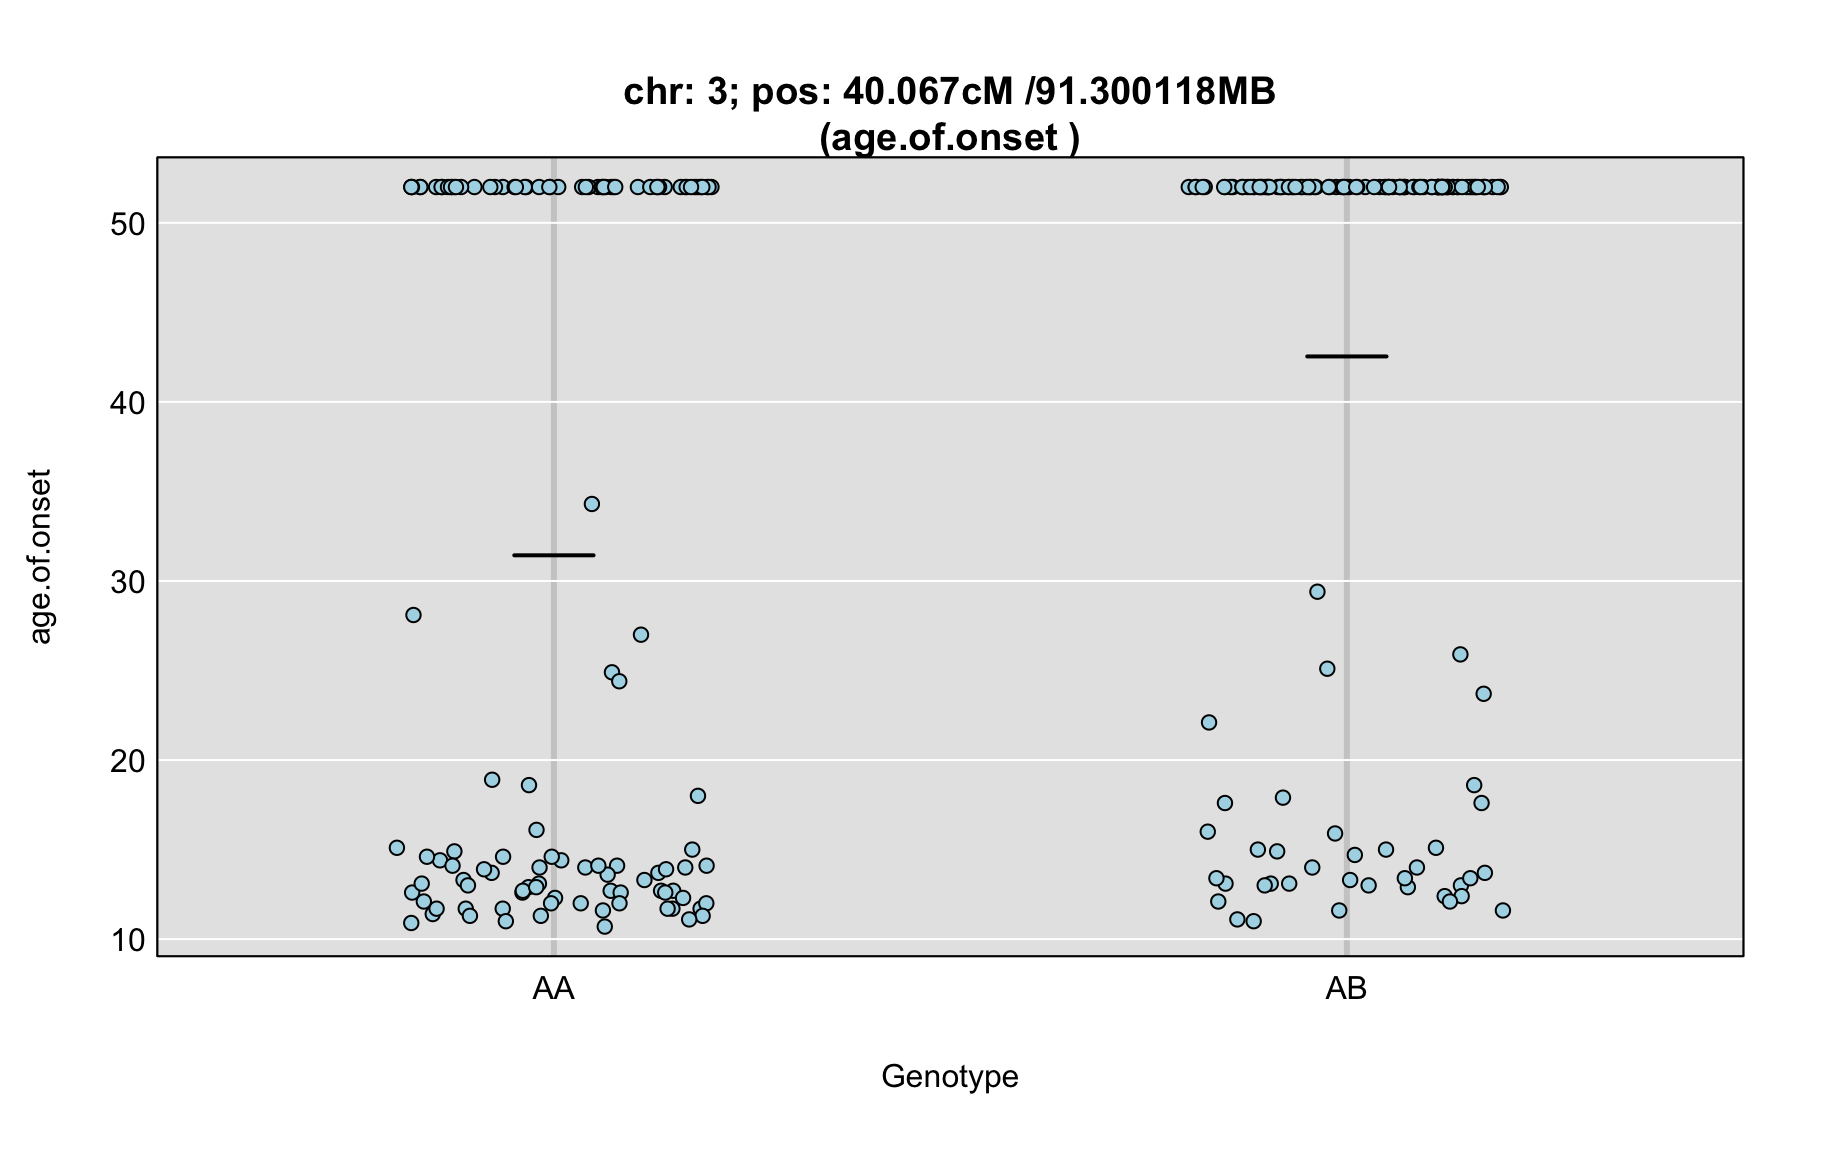 chr: 3; pos: 40.067cM /91.300118MB
(age.of.onset )
age.of.onset
50
40
30
20
10
AA
AB
Genotype